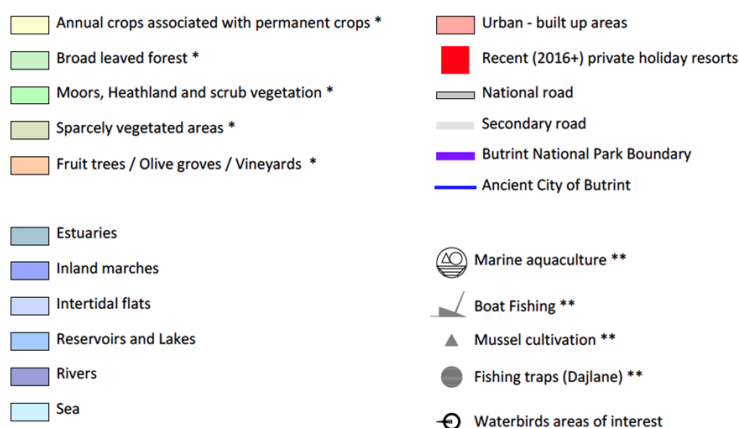 Annual crops associated with permanent crops *
Broad leaved forest *
Moors, Heathland and scrub vegetation *
Sparcely vegetated areas *
Fruit trees / Olive groves / Vineyards *
Estuaries
Inland marches
Intertidal flats
Reservoirs and Lakes
Rivers
Sea
Urban - built up areas
Recent (2016+) private holiday resorts
National road
Secondary road
Butrint National Park Boundary
Ancient City of Butrint
Marine aquaculture **
Boat Fishing **
Mussel cultivation **
Fishing traps (Dajlane) **
Waterbirds areas of interest